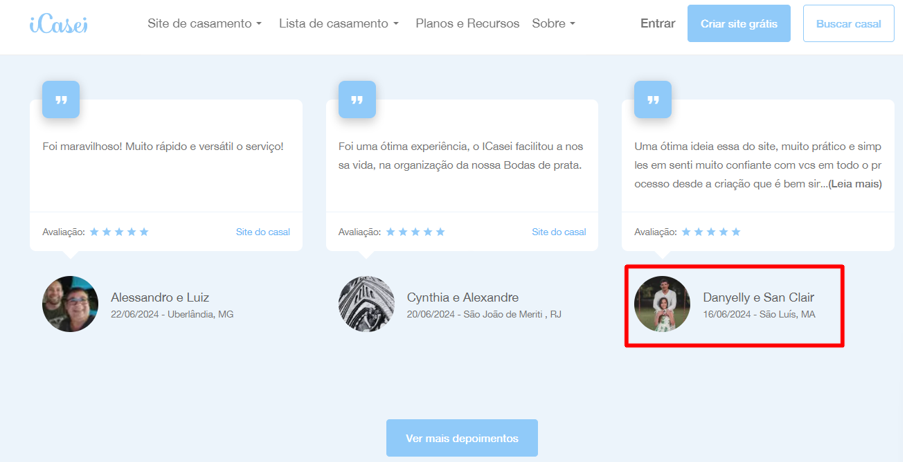 iCasei
Site de casamento
Lista de casamento
Planos e Recursos
Sobre
Entrar
Criar site grátis
Buscar casal
Foi maravilhoso! Muito rápido e versátil o serviço!
Avaliação:
Site do casal
Alessandro e Luiz
22/06/2024 - Uberlândia, MG
Foi uma ótima experiência, o ICasei facilitou a nos
sa vida, na organização da nossa Bodas de prata.
Avaliação:
Site do casal
Cynthia e Alexandre
20/06/2024 - São João de Meriti , RJ
Uma ótima ideia essa do site, muito prático e simp
les em senti muito confiante com vcs em todo o pr
ocesso desde a criação que é bem sir...(Leia mais)
Avaliação:
Danyelly e San Clair
16/06/2024 - São Luís, MA
Ver mais depoimentos